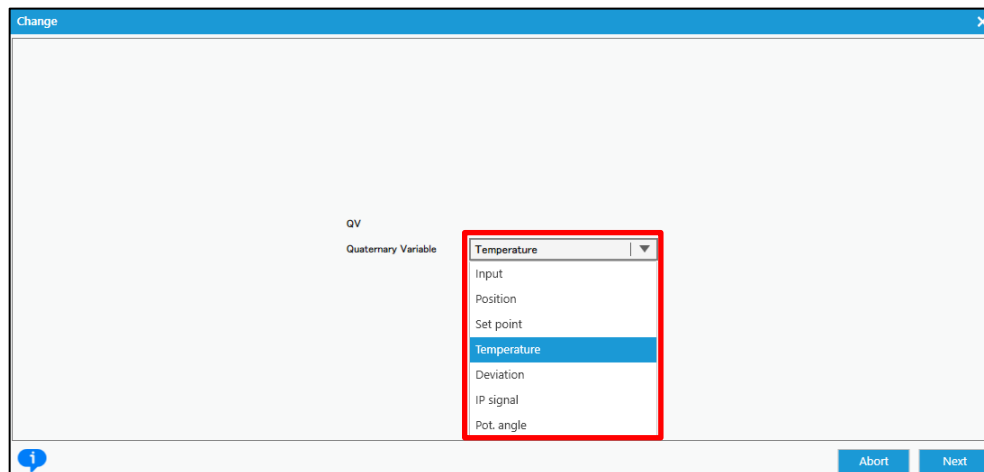 Change
QV
Quaternary Variable Temperature
Input
Position
Set point
Temperature
Deviation
IP signal
Pot. angle
Abort Next